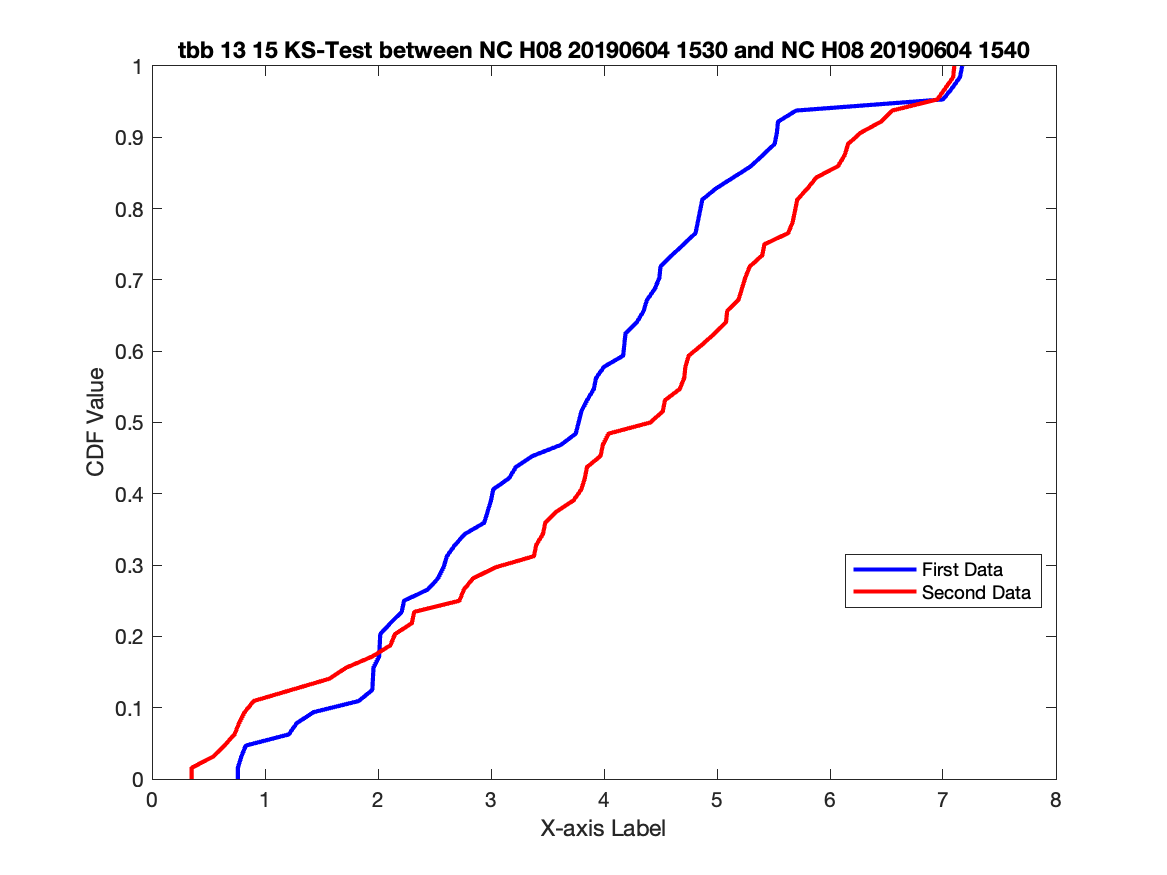 tbb 13 15 KS-Test between NC H08 20190604 1530 and NC H08 20190604 1540
1
0.9
0.8
0.7
0.6
0.5
0.4
0.3
0.2
0.1
0
CDF Value
First Data
Second Data
0 1 2 3 4 5 6 7 8
X-axis Label